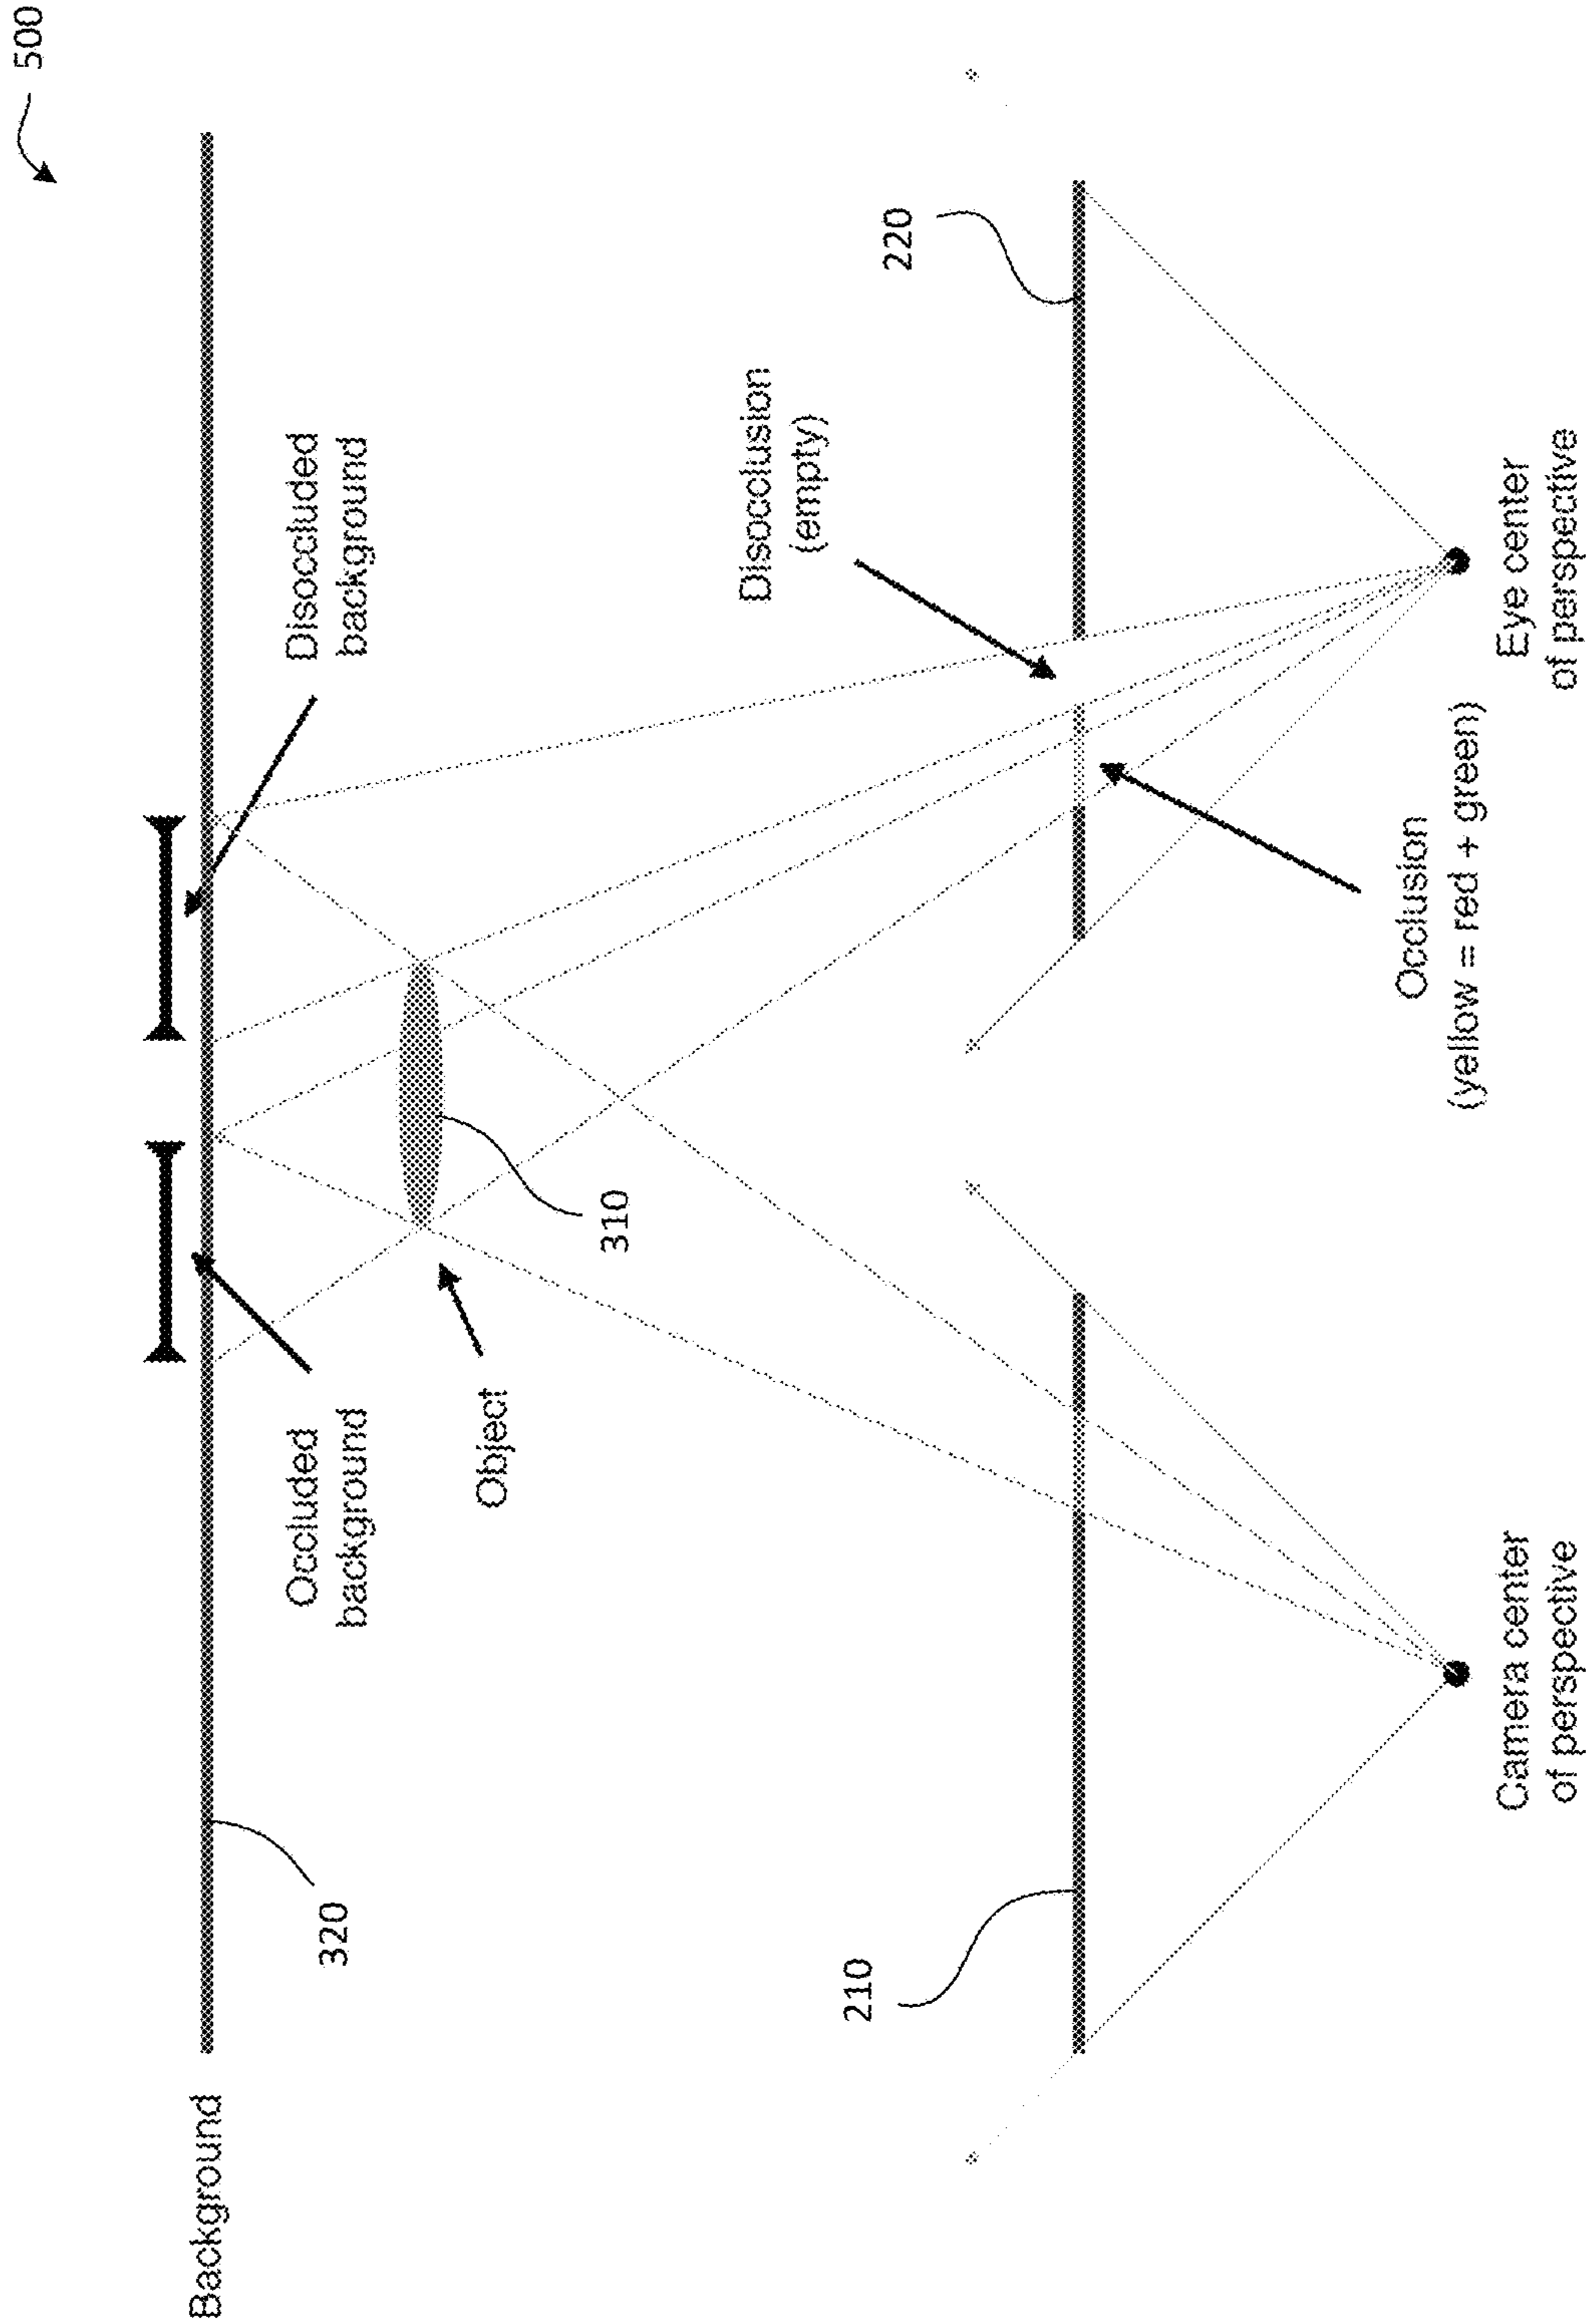 500
Background
320
Occluded
background
Disoccluded
background
Object
310
210
220
Disocclusion
(empty)
Occlusion
(yellow = red + green)
Camera center
of perspective
Eye center
of perspective